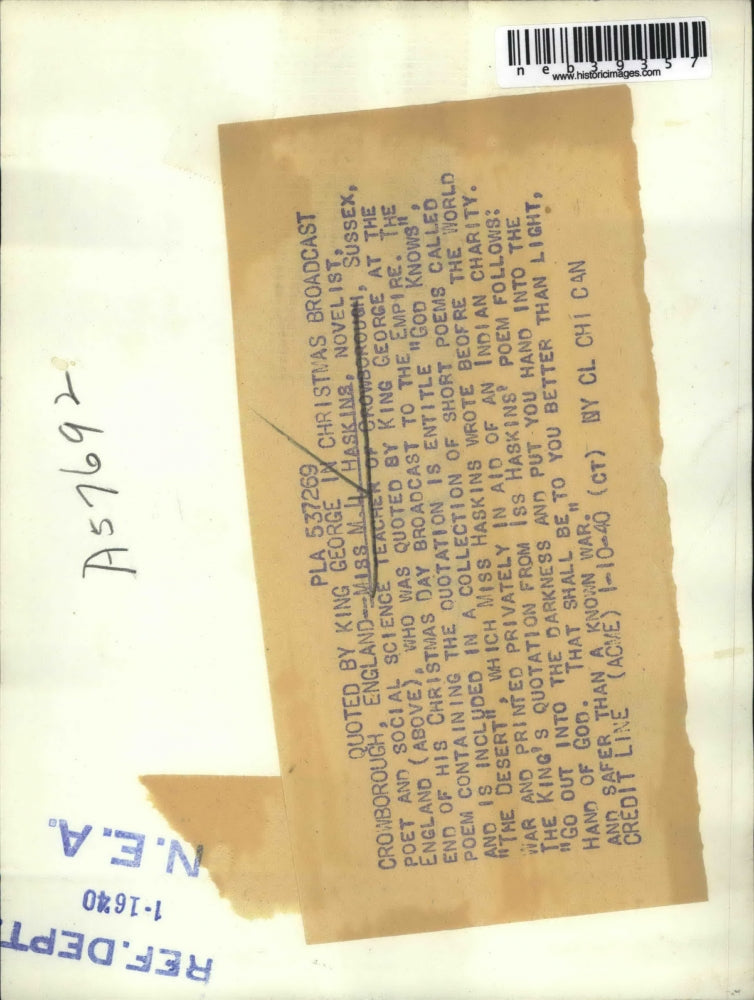 neb39357
www.historicimages.com
A57692
PLA 537269
QUOTED BY KING GEORGE IN CHRISTMAS BROADCAST
CROWBOROUGH, ENGLAND--MISS M. L. HASKINS, NOVELIST,
POET AND SOCIAL SCIENCE TEACHER OF CROWBOROUGH, SUSSEX,
ENGLAND (ABOVE), WHO WAS QUOTED BY KING GEORGE AT THE
END OF HIS CHRISTMAS DAY BROADCAST TO THE EMPIRE. THE
POEM CONTAINING THE QUOTATION IS ENTITLE "GOD KNOWS",
AND IS INCLUDED IN A COLLECTION OF SHORT POEMS CALLED
"THE DESERT", WHICH MISS HASKINS WROTE BEOFRE THE WORLD
WAR AND PRINTED PRIVATELY IN AID OF AN INDIAN CHARITY.
THE KING'S QUOTATION FROM ISS HASKINS' POEM FOLLOWS:
"GO OUT INTO THE DARKNESS AND PUT YOU HAND INTO THE
HAND OF GOD. THAT SHALL BE TO YOU BETTER THAN LIGHT,
AND SAFER THAN A KNOWN WAR."
CREDIT LINE (ACME) 1-10-40 (CT) NY CL CHI CAN
N.E.A.
1-1640
REF. DEPT.